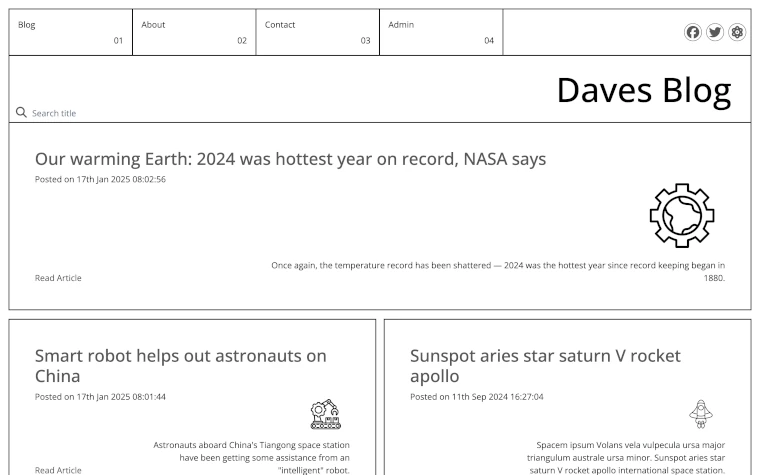 Blog
01
About
02
Contact
03
Admin
04
Daves Blog
Search title
Our warming Earth: 2024 was hottest year on record, NASA says
Posted on 17th Jan 2025 08:02:56
Once again, the temperature record has been shattered — 2024 was the hottest year since record keeping began in
1880.
Read Article
Smart robot helps out astronauts on
China
Posted on 17th Jan 2025 08:01:44
Astronauts aboard China's Tiangong space station
have been getting some assistance from an
"intelligent" robot.
Read Article
Sunspot aries star saturn V rocket
apollo
Posted on 11th Sep 2024 16:27:04
Spacem ipsum Volans vela vulpecula ursa major
triangulum australe ursa minor. Sunspot aries star
saturn V rocket apollo international space station.